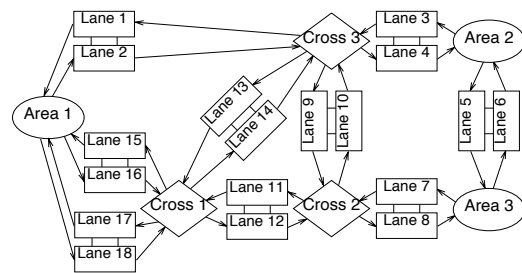 Lane 1
Lane 2
Cross 3
Lane 3
Lane 4
Area 2
Area 1
Lane 13
Lane 14
Lane 9
Lane 10
Lane 5
Lane 6
Lane 15
Lane 16
Lane 17
Lane 18
Cross 1
Lane 11
Lane 12
Cross 2
Lane 7
Lane 8
Area 3